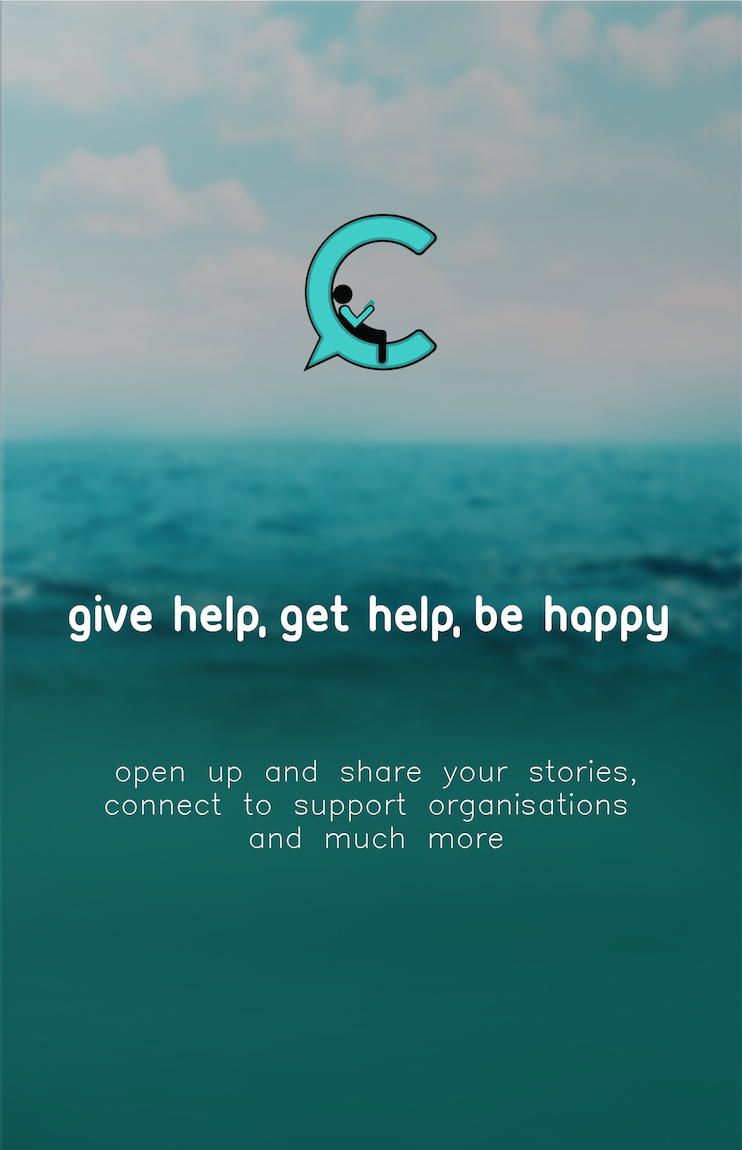 C
give help, get help, be happy
open up and share your stories,
connect to support organisations
and much more